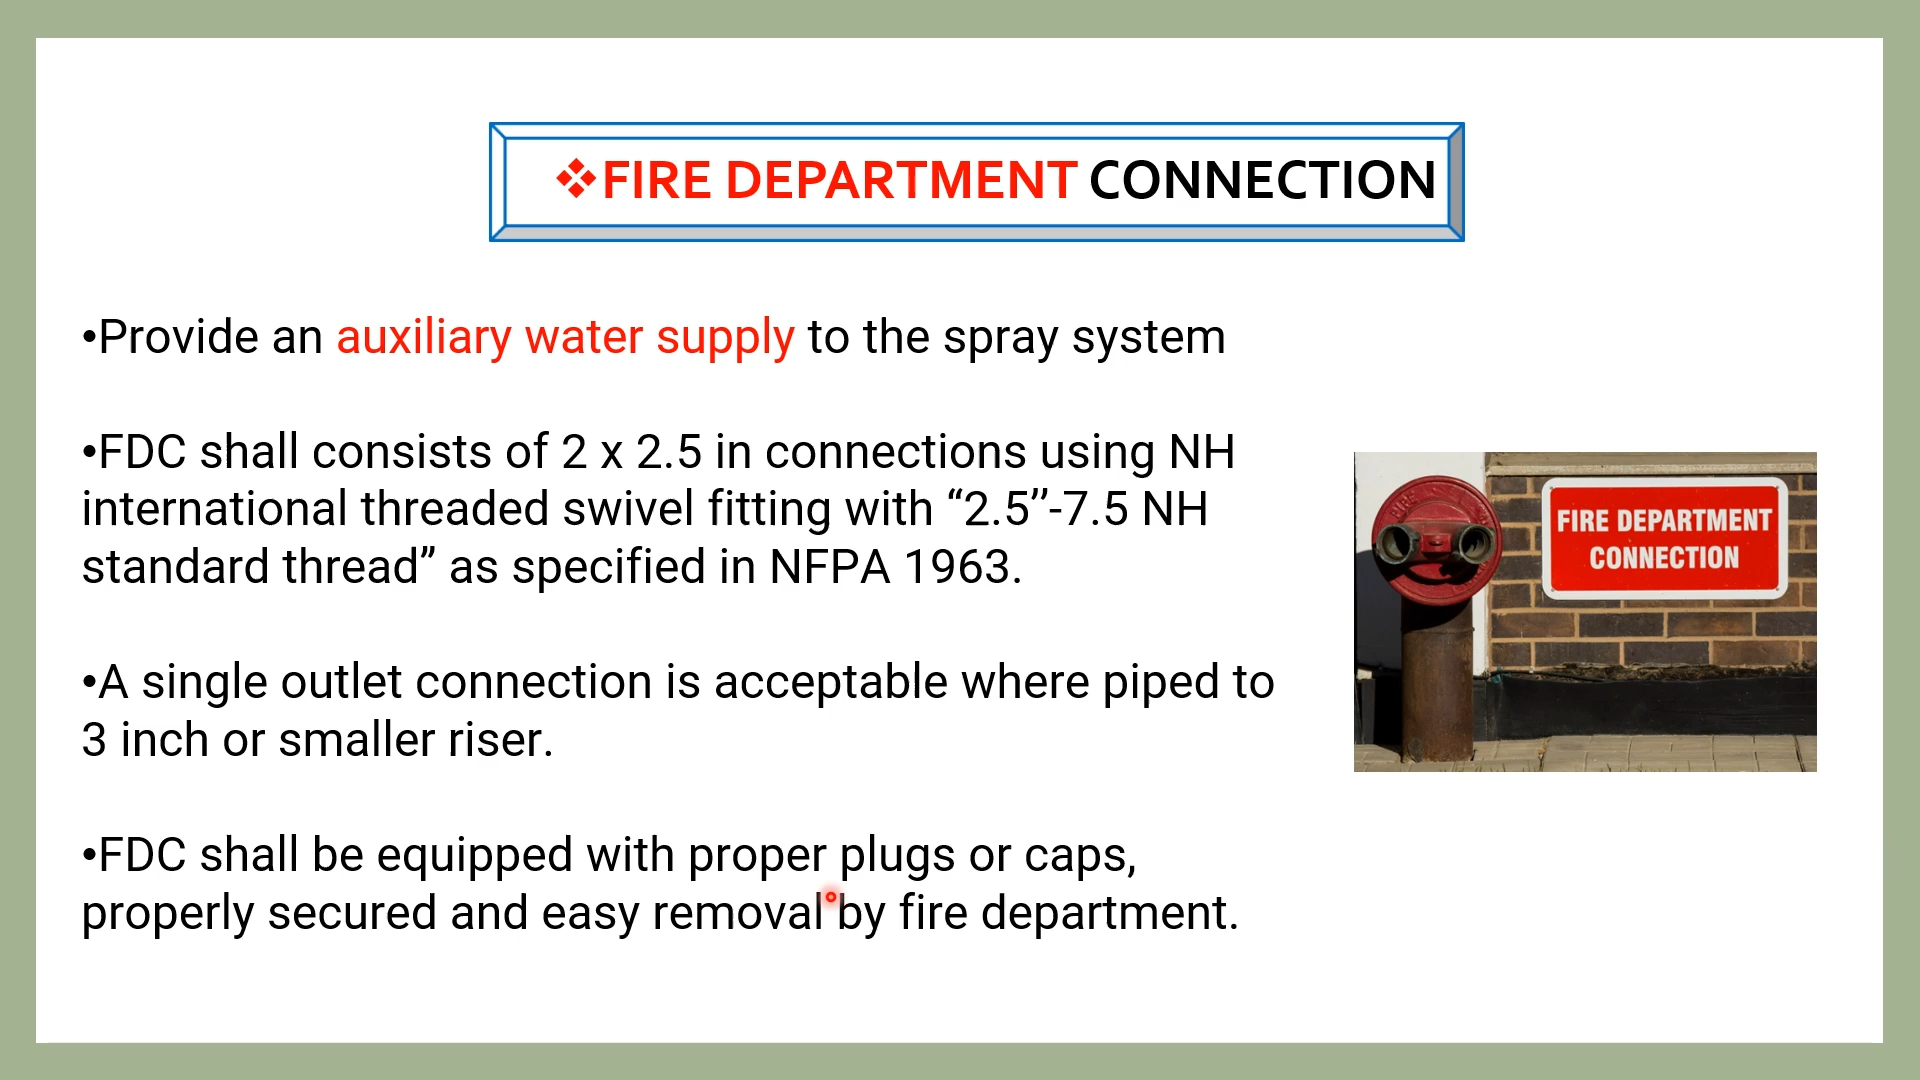 ❖FIRE DEPARTMENT CONNECTION
•Provide an auxiliary water supply to the spray system
•FDC shall consists of 2 x 2.5 in connections using NH
international threaded swivel fitting with “2.5’’-7.5 NH
standard thread” as specified in NFPA 1963.
•A single outlet connection is acceptable where piped to
3 inch or smaller riser.
•FDC shall be equipped with proper plugs or caps,
properly secured and easy removal by fire department.
FIRE DEPARTMENT
CONNECTION